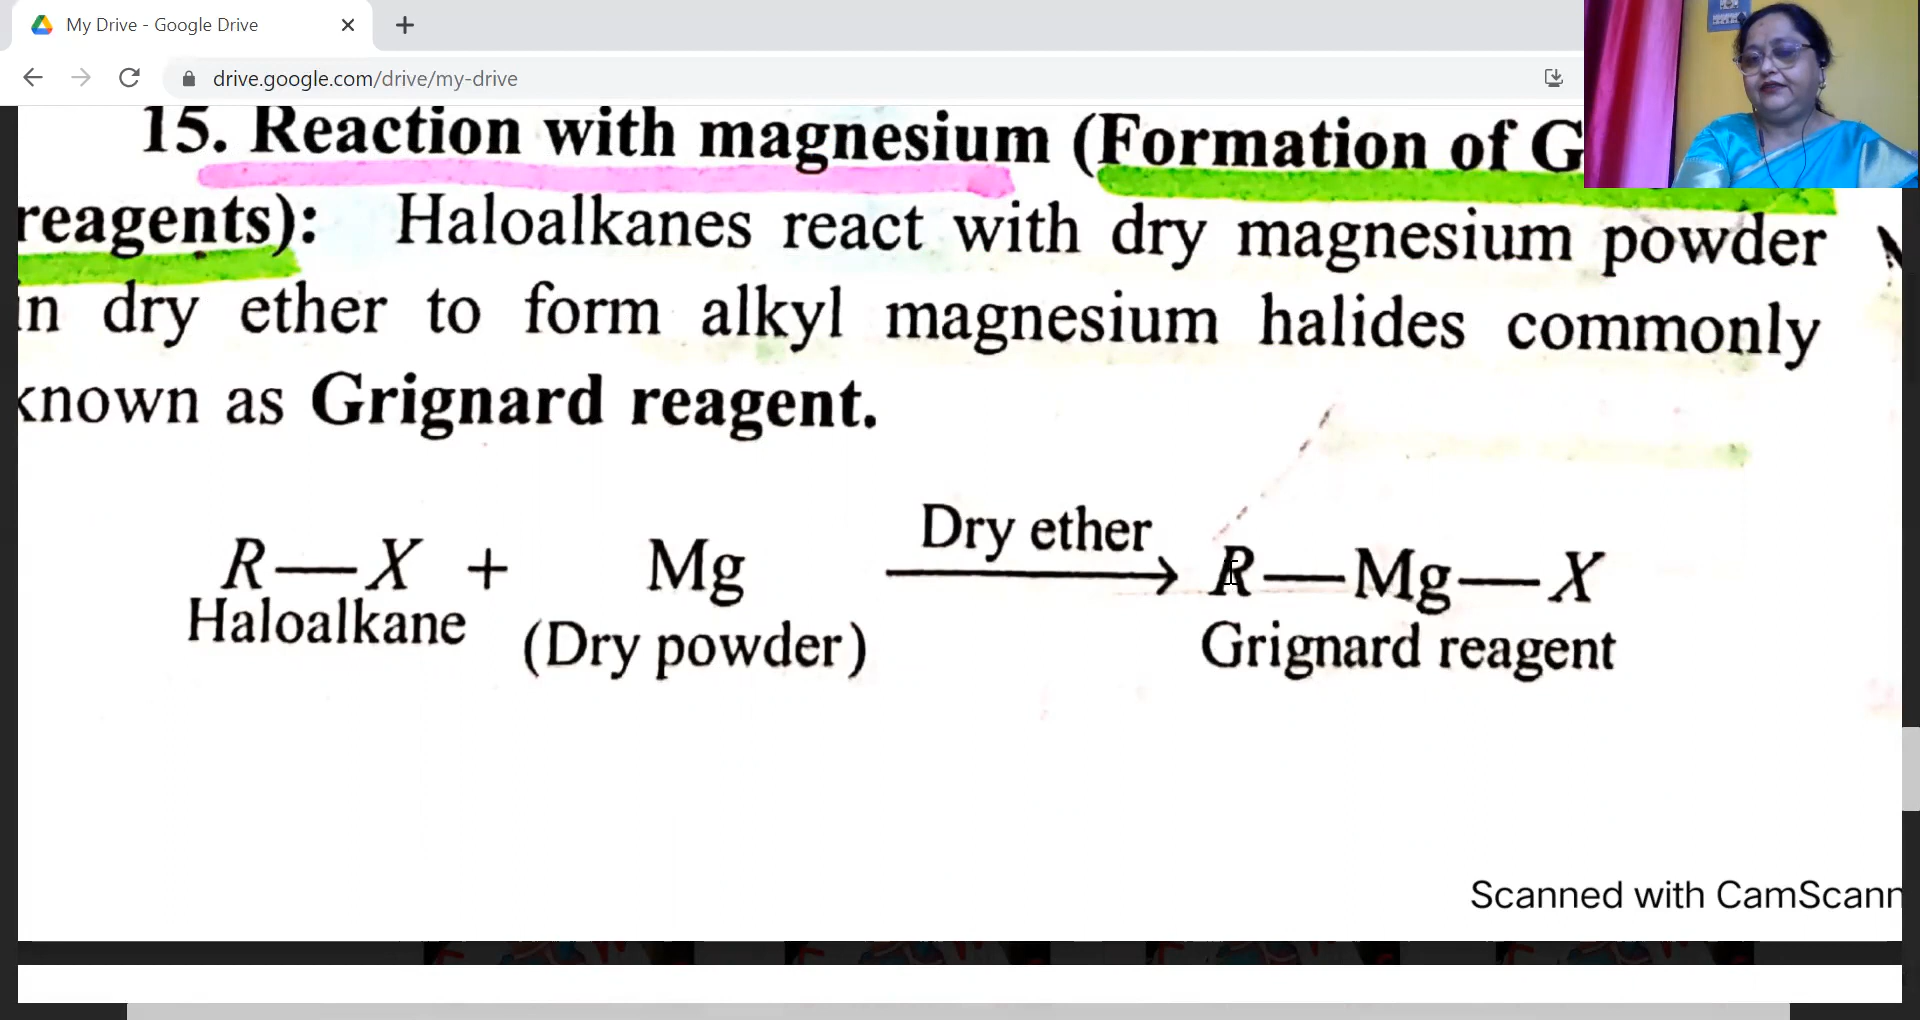 My Drive - Google Drive
drive.google.com/drive/my-drive
15. Reaction with magnesium (Formation of G
reagents): Haloalkanes react with dry magnesium powder
in dry ether to form alkyl magnesium halides commonly
known as Grignard reagent.
R—X + Mg Dry ether R—Mg—X
Haloalkane (Dry powder) Grignard reagent
Scanned with CamScann